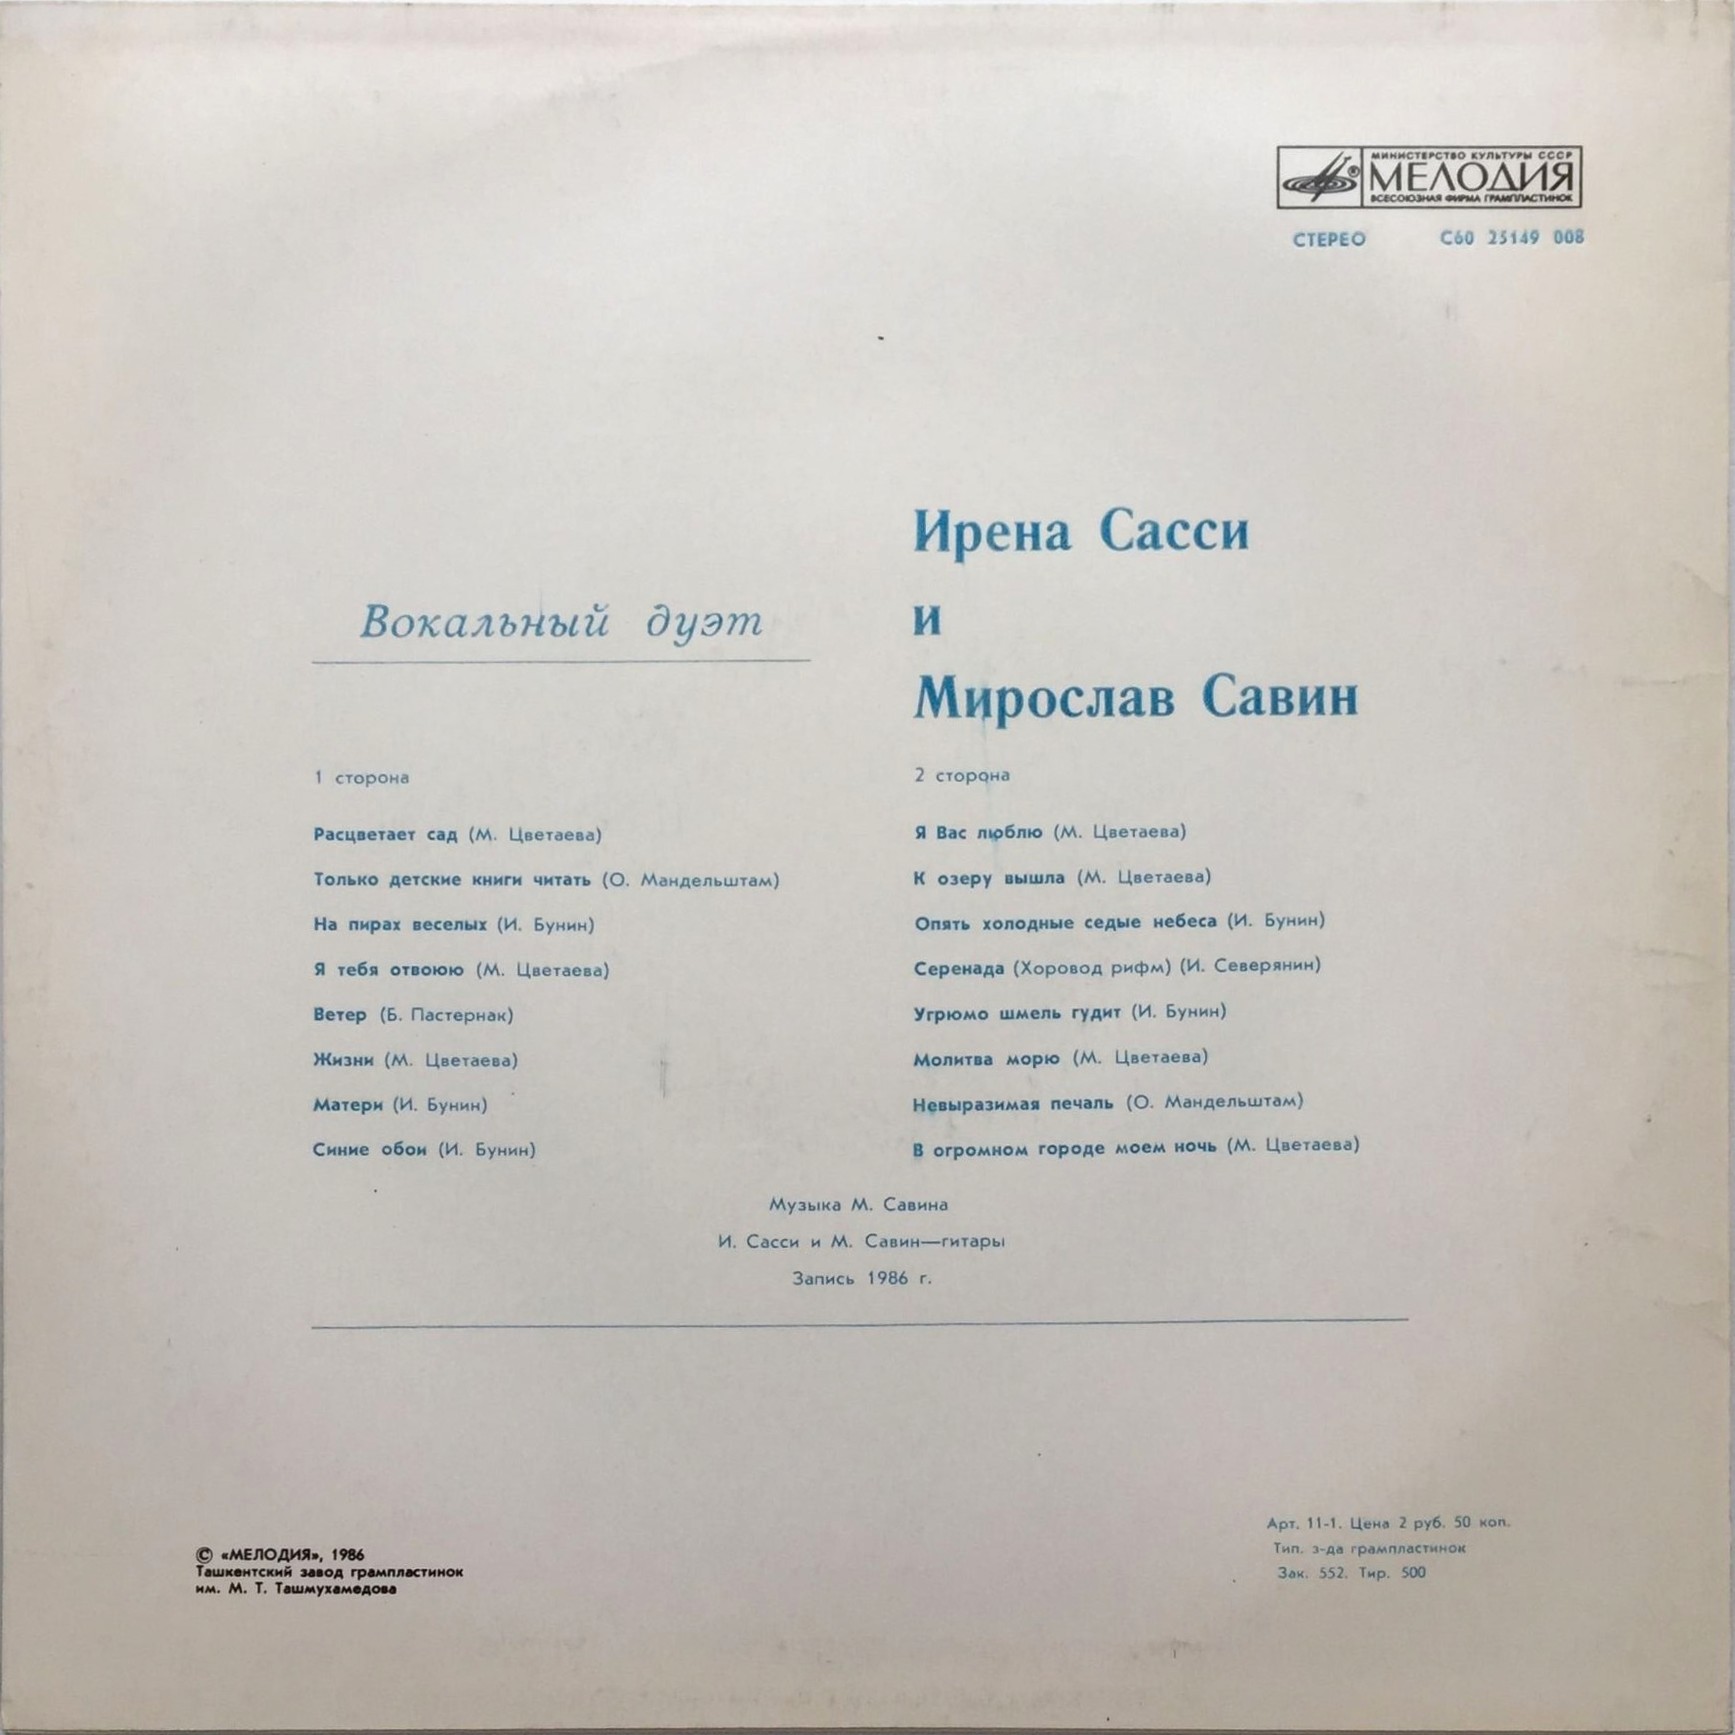 МИНИСТЕРСТВО КУЛЬТУРЫ СССР
МЕЛОДИЯ
ВСЕСОЮЗНАЯ ФИРМА ГРАМПЛАСТИНОК
СТЕРЕО С60 25149 008
Вокальный дуэт
Ирена Сасси
и
Мирослав Савин
1 сторона
Расцветает сад (М. Цветаева)
Только детские книги читать (О. Мандельштам)
На пирах веселых (И. Бунин)
Я тебя отвоюю (М. Цветаева)
Ветер (Б. Пастернак)
Жизни (М. Цветаева)
Матери (И. Бунин)
Синие обои (И. Бунин)
2 сторона
Я Вас люблю (М. Цветаева)
К озеру вышла (М. Цветаева)
Опять холодные седые небеса (И. Бунин)
Серенада (Хоровод рифм) (И. Северянин)
Угрюмо шмель гудит (И. Бунин)
Молитва морю (М. Цветаева)
Невыразимая печаль (О. Мандельштам)
В огромном городе моем ночь (М. Цветаева)
Музыка М. Савина
И. Сасси и М. Савин—гитары
Запись 1986 г.
© «МЕЛОДИЯ», 1986
Ташкентский завод грампластинок
им. М. Т. Ташмухамедова
Арт. 11-1. Цена 2 руб. 50 коп.
Тип. з-да грампластинок
Зак. 552. Тир. 500